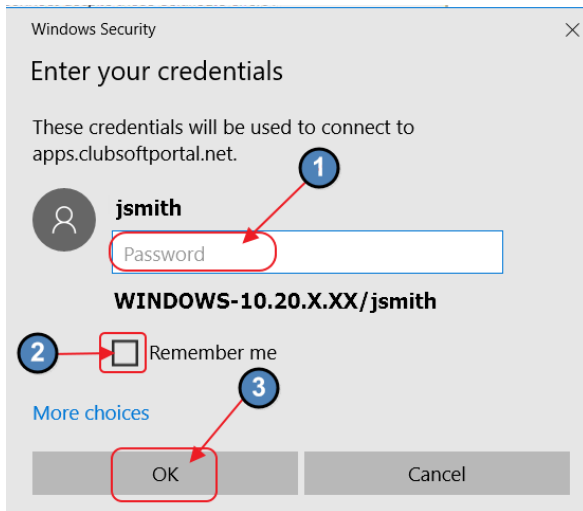 Windows Security
Enter your credentials
These credentials will be used to connect to
apps.clubsoftportal.net.
1
jsmith
Password
WINDOWS-10.20.X.XX/jsmith
2
Remember me
3
More choices
OK
Cancel